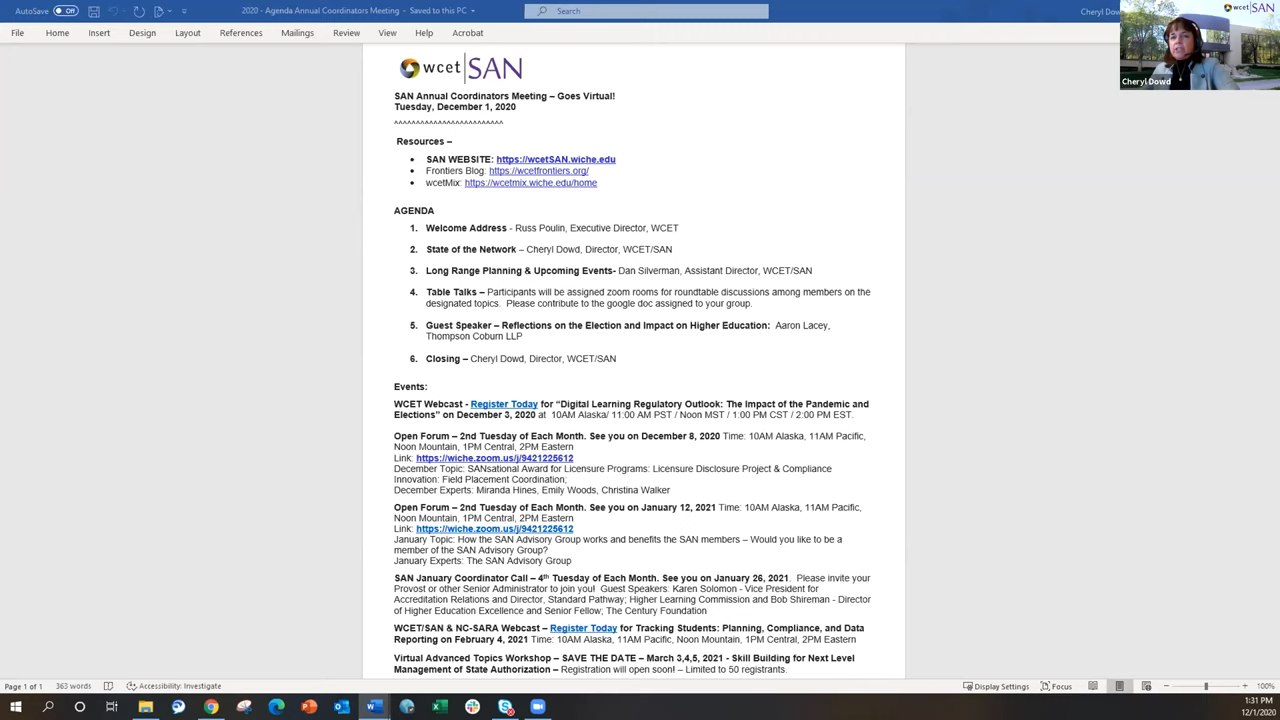 AutoSave Off
2020 - Agenda Annual Coordinators Meeting - Saved to this PC
Search
Cheryl
wcet SAN
File Home Insert Design Layout References Mailings Review View Help Acrobat
Cheryl Dowd
wcet SAN
SAN Annual Coordinators Meeting – Goes Virtual!
Tuesday, December 1, 2020
^^^^^^^^^^^^^^^^^^^^^^^^
Resources –
• SAN WEBSITE: https://wcetSAN.wiche.edu
• Frontiers Blog: https://wcetfrontiers.org/
• wcetMix: https://wcetmix.wiche.edu/home
AGENDA
1. Welcome Address - Russ Poulin, Executive Director, WCET
2. State of the Network – Cheryl Dowd, Director, WCET/SAN
3. Long Range Planning & Upcoming Events- Dan Silverman, Assistant Director, WCET/SAN
4. Table Talks – Participants will be assigned zoom rooms for roundtable discussions among members on the
designated topics. Please contribute to the google doc assigned to your group.
5. Guest Speaker – Reflections on the Election and Impact on Higher Education: Aaron Lacey,
Thompson Coburn LLP
6. Closing – Cheryl Dowd, Director, WCET/SAN
Events:
WCET Webcast - Register Today for “Digital Learning Regulatory Outlook: The Impact of the Pandemic and
Elections” on December 3, 2020 at 10AM Alaska/ 11:00 AM PST / Noon MST / 1:00 PM CST / 2:00 PM EST.
Open Forum – 2nd Tuesday of Each Month. See you on December 8, 2020 Time: 10AM Alaska, 11AM Pacific,
Noon Mountain, 1PM Central, 2PM Eastern
Link: https://wiche.zoom.us/j/9421225612
December Topic: SANsational Award for Licensure Programs: Licensure Disclosure Project & Compliance
Innovation: Field Placement Coordination;
December Experts: Miranda Hines, Emily Woods, Christina Walker
Open Forum – 2nd Tuesday of Each Month. See you on January 12, 2021 Time: 10AM Alaska, 11AM Pacific,
Noon Mountain, 1PM Central, 2PM Eastern
Link: https://wiche.zoom.us/j/9421225612
January Topic: How the SAN Advisory Group works and benefits the SAN members – Would you like to be a
member of the SAN Advisory Group?
January Experts: The SAN Advisory Group
SAN January Coordinator Call – 4th Tuesday of Each Month. See you on January 26, 2021. Please invite your
Provost or other Senior Administrator to join you! Guest Speakers: Karen Solomon - Vice President for
Accreditation Relations and Director, Standard Pathway; Higher Learning Commission and Bob Shireman - Director
of Higher Education Excellence and Senior Fellow; The Century Foundation
WCET/SAN & NC-SARA Webcast – Register Today for Tracking Students: Planning, Compliance, and Data
Reporting on February 4, 2021 Time: 10AM Alaska, 11AM Pacific, Noon Mountain, 1PM Central, 2PM Eastern
Virtual Advanced Topics Workshop – SAVE THE DATE – March 3,4,5, 2021 - Skill Building for Next Level
Management of State Authorization – Registration will open soon! – Limited to 50 registrants.
Page 1 of 1 363 words Accessibility: Investigate Display Settings Focus 100%
1:31 PM
12/1/2020